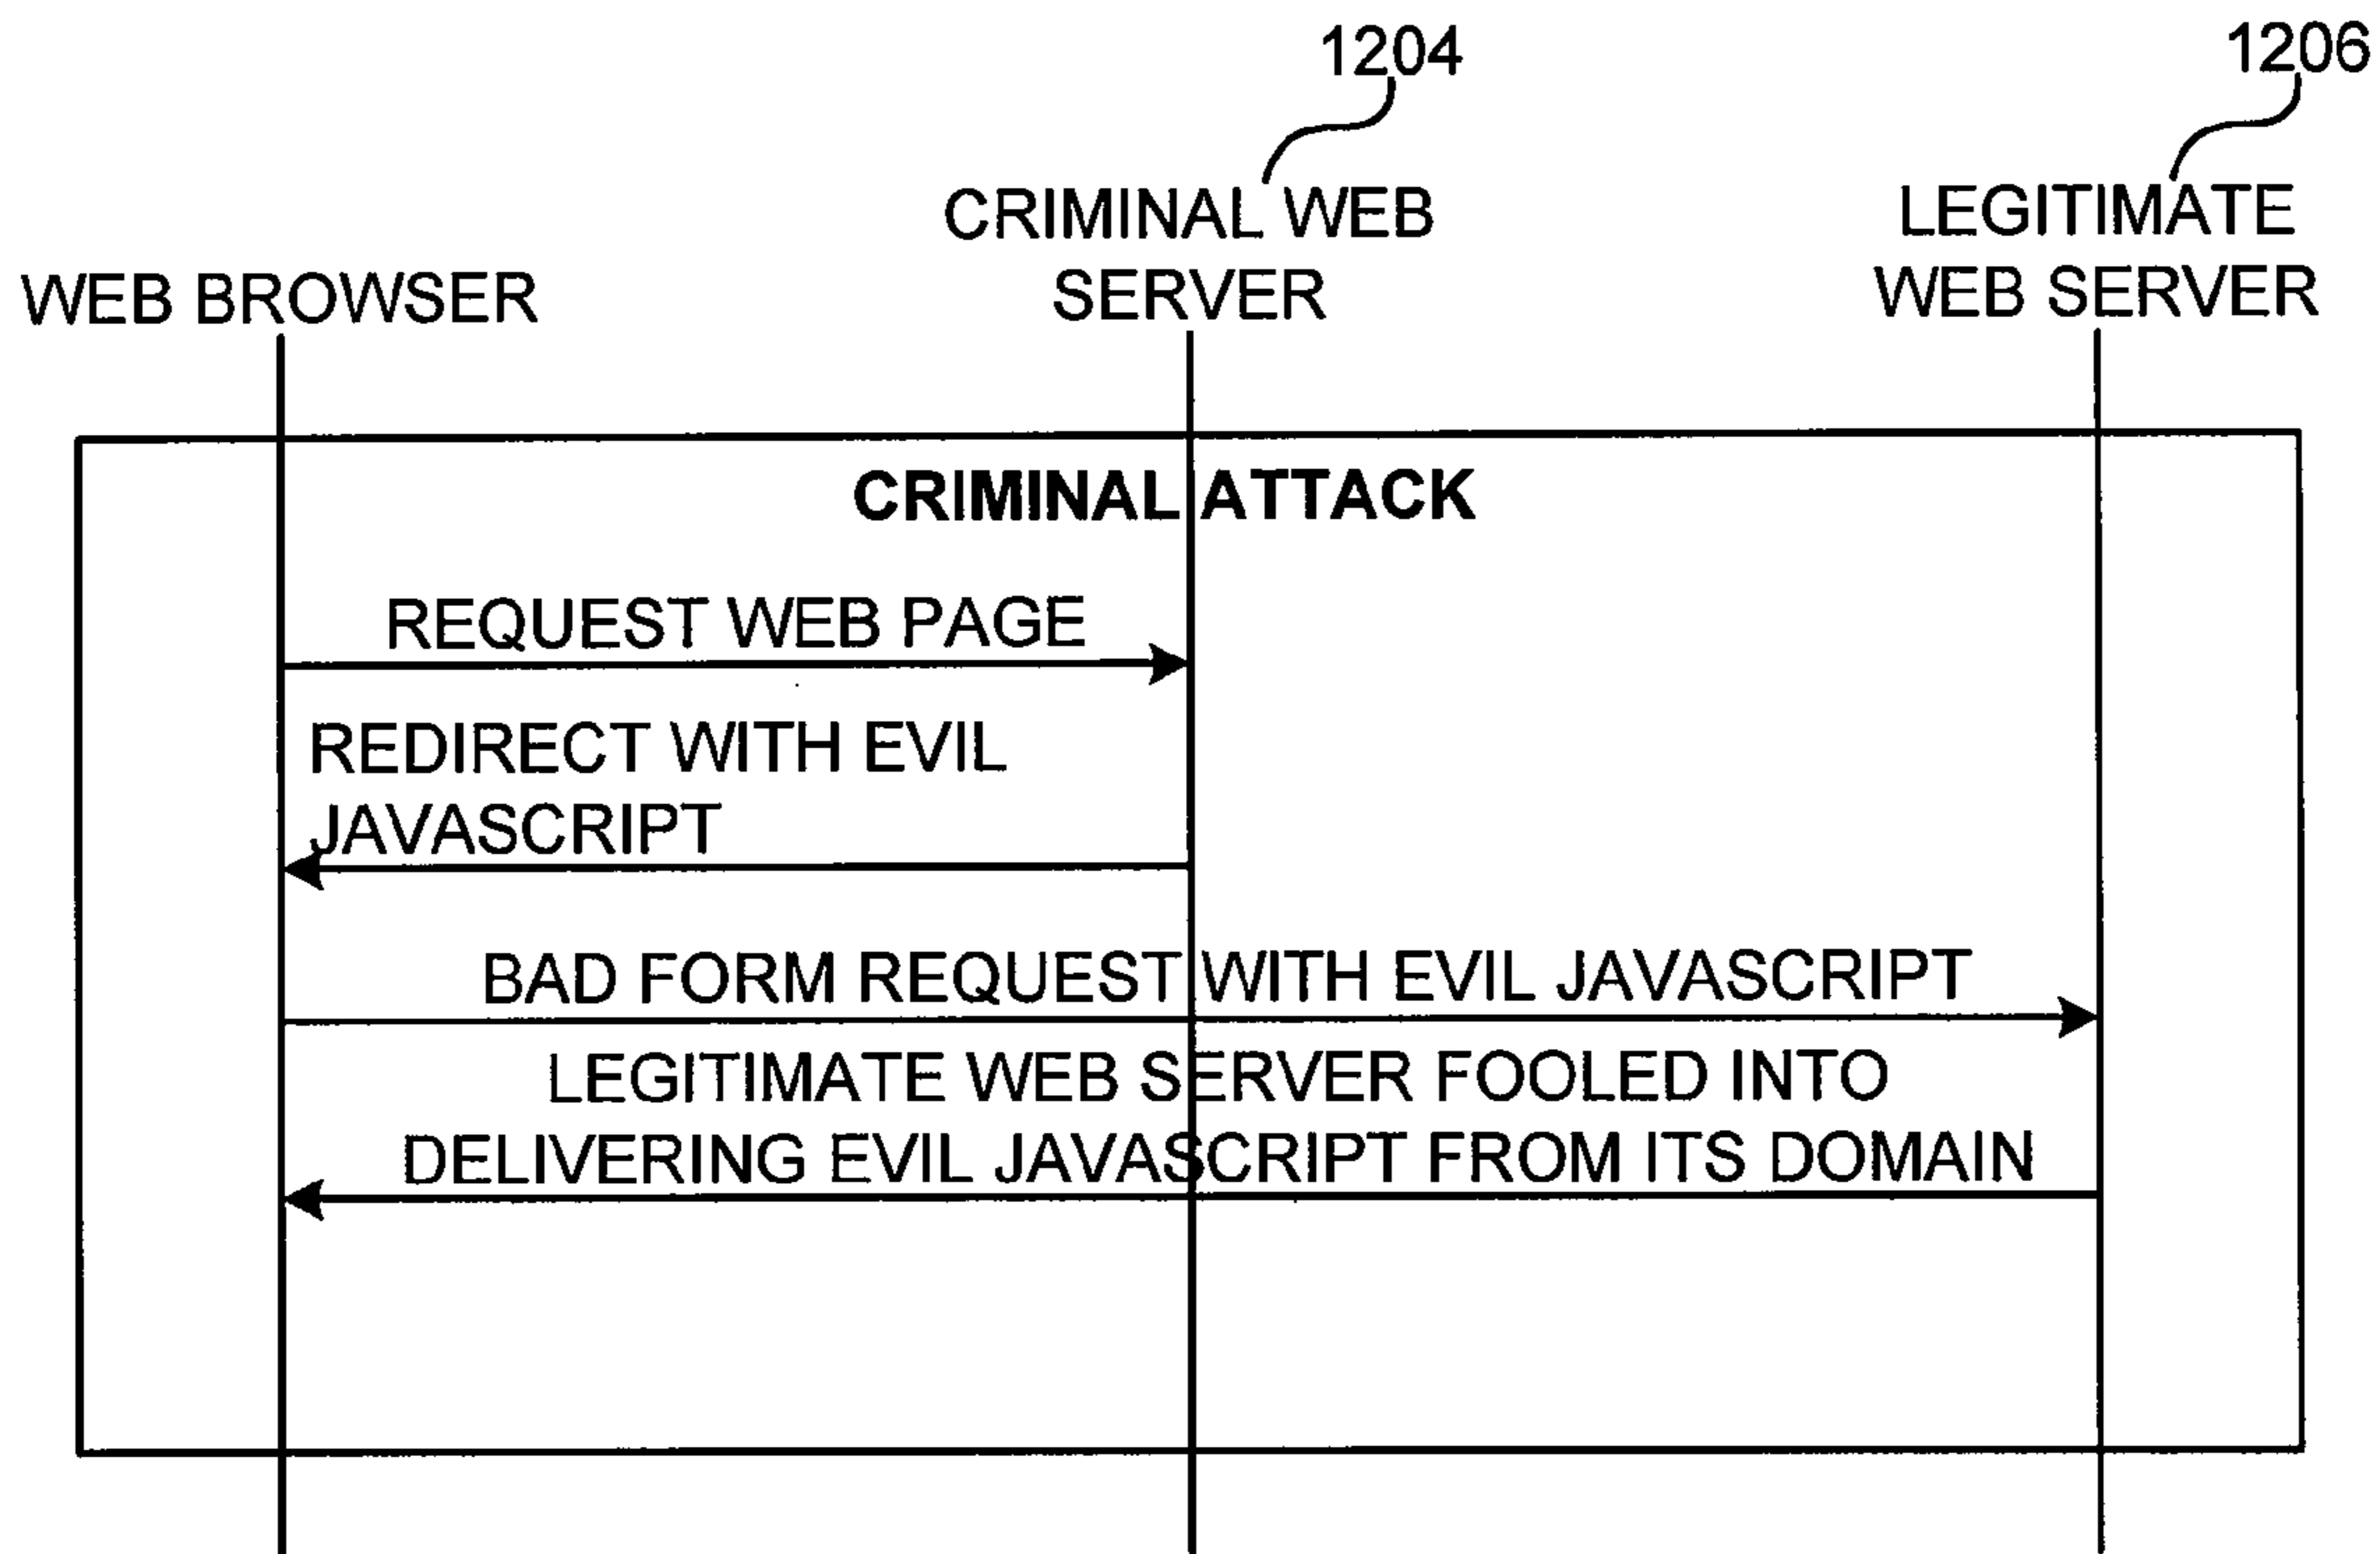 1204
1206
CRIMINAL WEB
SERVER
LEGITIMATE
WEB SERVER
WEB BROWSER
CRIMINAL ATTACK
REQUEST WEB PAGE
REDIRECT WITH EVIL
JAVASCRIPT
BAD FORM REQUEST WITH EVIL JAVASCRIPT
LEGITIMATE WEB SERVER FOOLED INTO
DELIVERING EVIL JAVASCRIPT FROM ITS DOMAIN